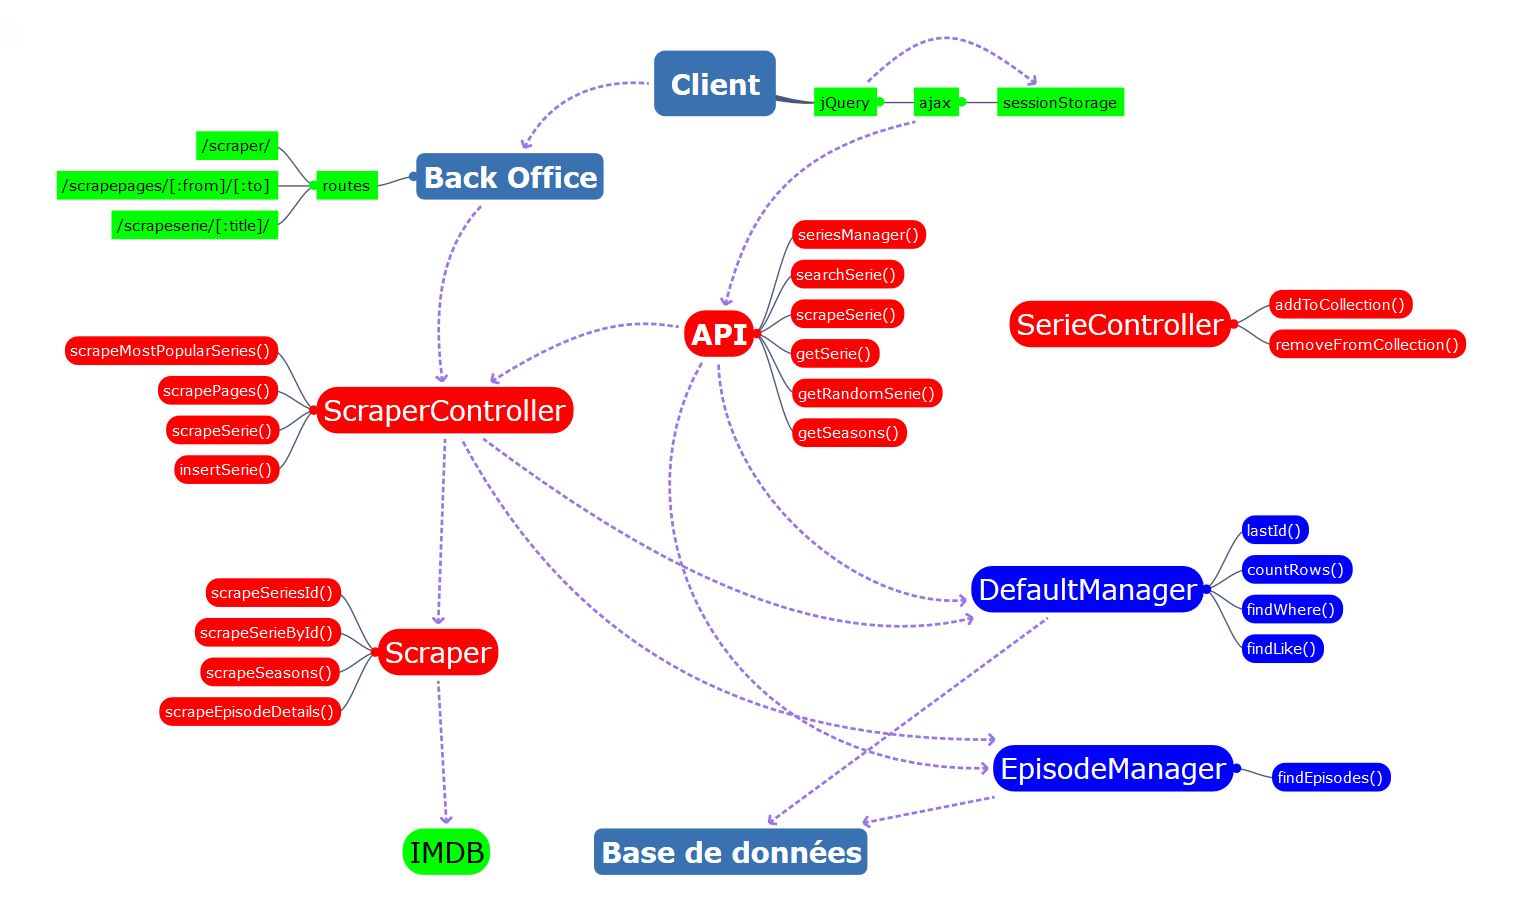 Client
jQuery
ajax
sessionStorage
Back Office
routes
/scraper/
/scrapepages/[:from]/[:to]
/scrapeserie/[:title]/
API
seriesManager()
searchSerie()
scrapeSerie()
getSerie()
getRandomSerie()
getSeasons()
SerieController
addToCollection()
removeFromCollection()
ScraperController
scrapeMostPopularSeries()
scrapePages()
scrapeSerie()
insertSerie()
DefaultManager
lastId()
countRows()
findWhere()
findLike()
Scraper
scrapeSeriesId()
scrapeSerieById()
scrapeSeasons()
scrapeEpisodeDetails()
EpisodeManager
findEpisodes()
IMDB
Base de données